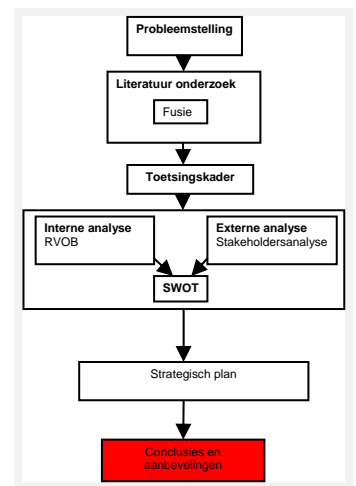 Probleemstelling
Literatuur onderzoek
Fusie
Toetsingskader
Interne analyse
RVOB
Externe analyse
Stakeholdersanalyse
SWOT
Strategisch plan
Conclusies en
aanbevelingen